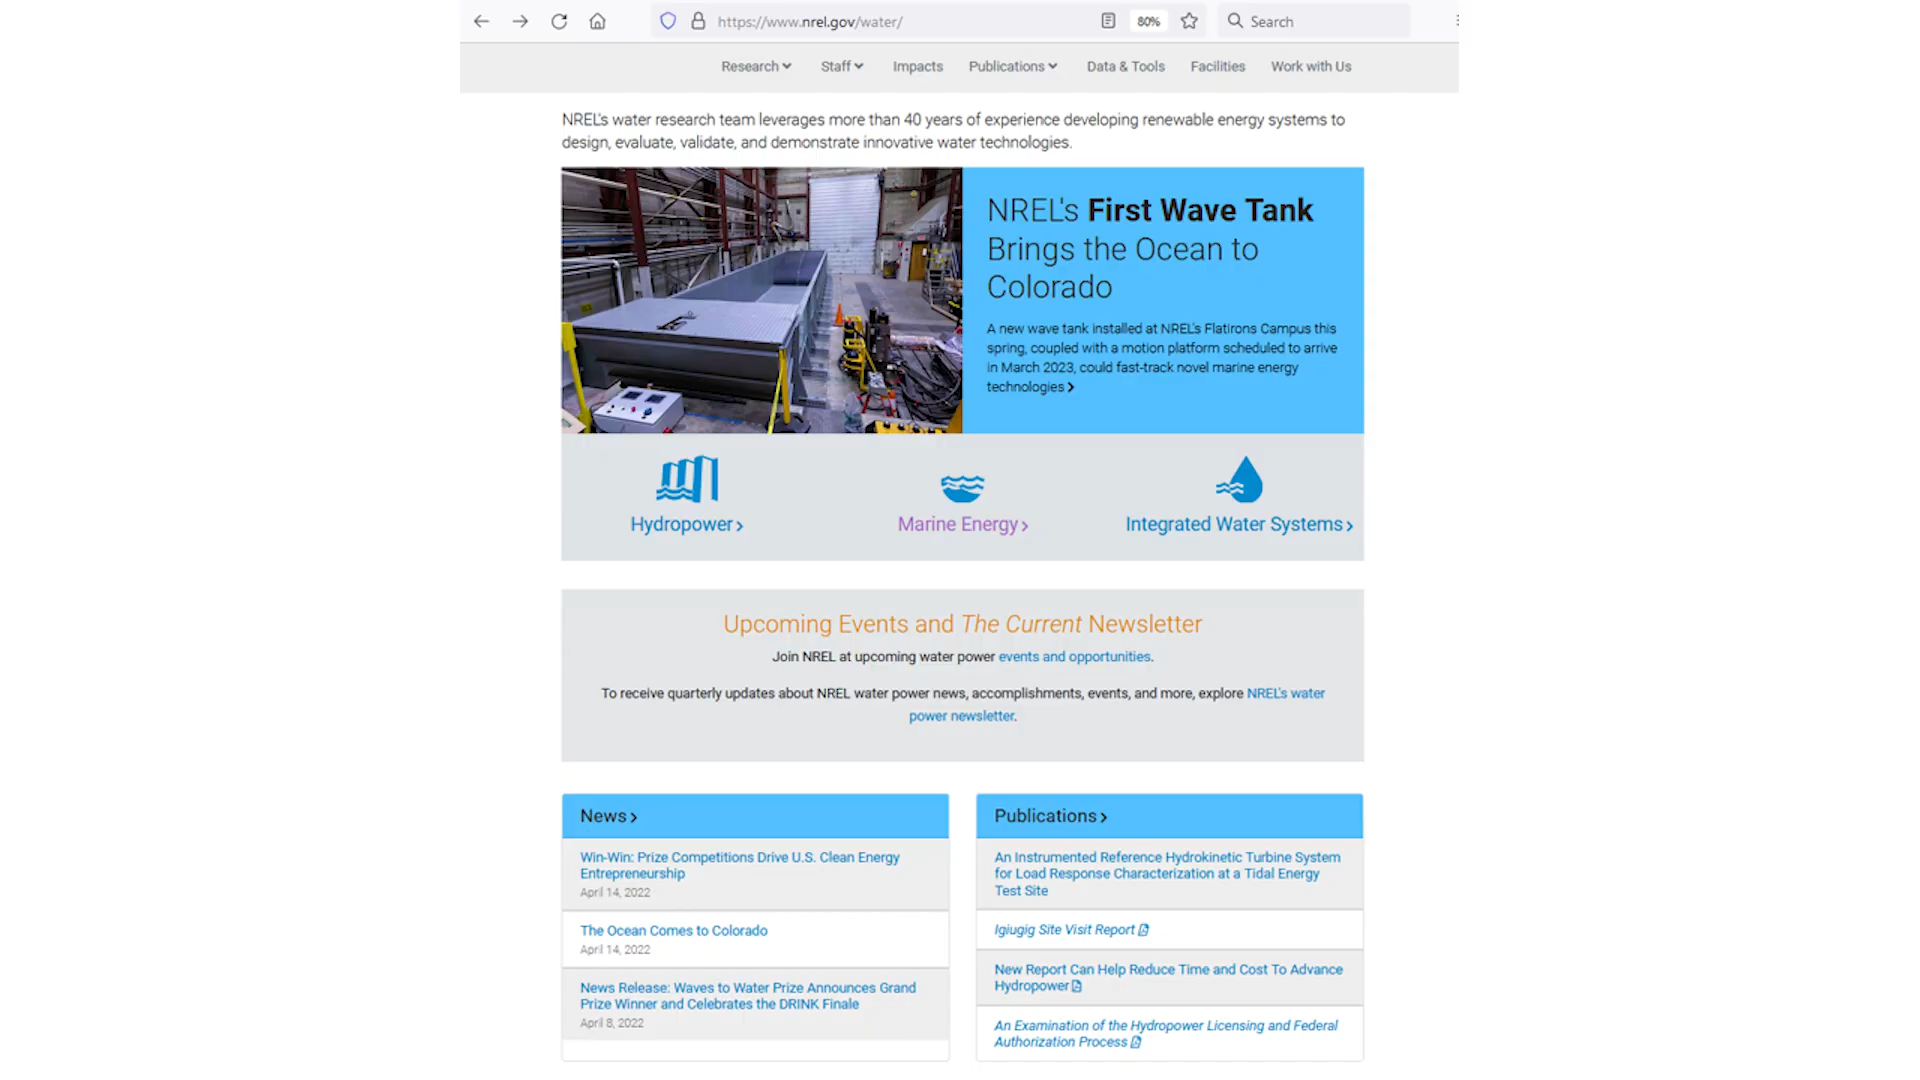 https://www.nrel.gov/water/
80%
Search
Research
Staff
Impacts
Publications
Data & Tools
Facilities
Work with Us
NREL's water research team leverages more than 40 years of experience developing renewable energy systems to
design, evaluate, validate, and demonstrate innovative water technologies.
NREL's First Wave Tank
Brings the Ocean to
Colorado
A new wave tank installed at NREL's Flatirons Campus this
spring, coupled with a motion platform scheduled to arrive
in March 2023, could fast-track novel marine energy
technologies
Hydropower
Marine Energy
Integrated Water Systems
Upcoming Events and The Current Newsletter
Join NREL at upcoming water power events and opportunities.
To receive quarterly updates about NREL water power news, accomplishments, events, and more, explore NREL's water
power newsletter.
News
Win-Win: Prize Competitions Drive U.S. Clean Energy
Entrepreneurship
April 14, 2022
The Ocean Comes to Colorado
April 14, 2022
News Release: Waves to Water Prize Announces Grand
Prize Winner and Celebrates the DRINK Finale
April 8, 2022
Publications
An Instrumented Reference Hydrokinetic Turbine System
for Load Response Characterization at a Tidal Energy
Test Site
Igiugig Site Visit Report
New Report Can Help Reduce Time and Cost To Advance
Hydropower
An Examination of the Hydropower Licensing and Federal
Authorization Process